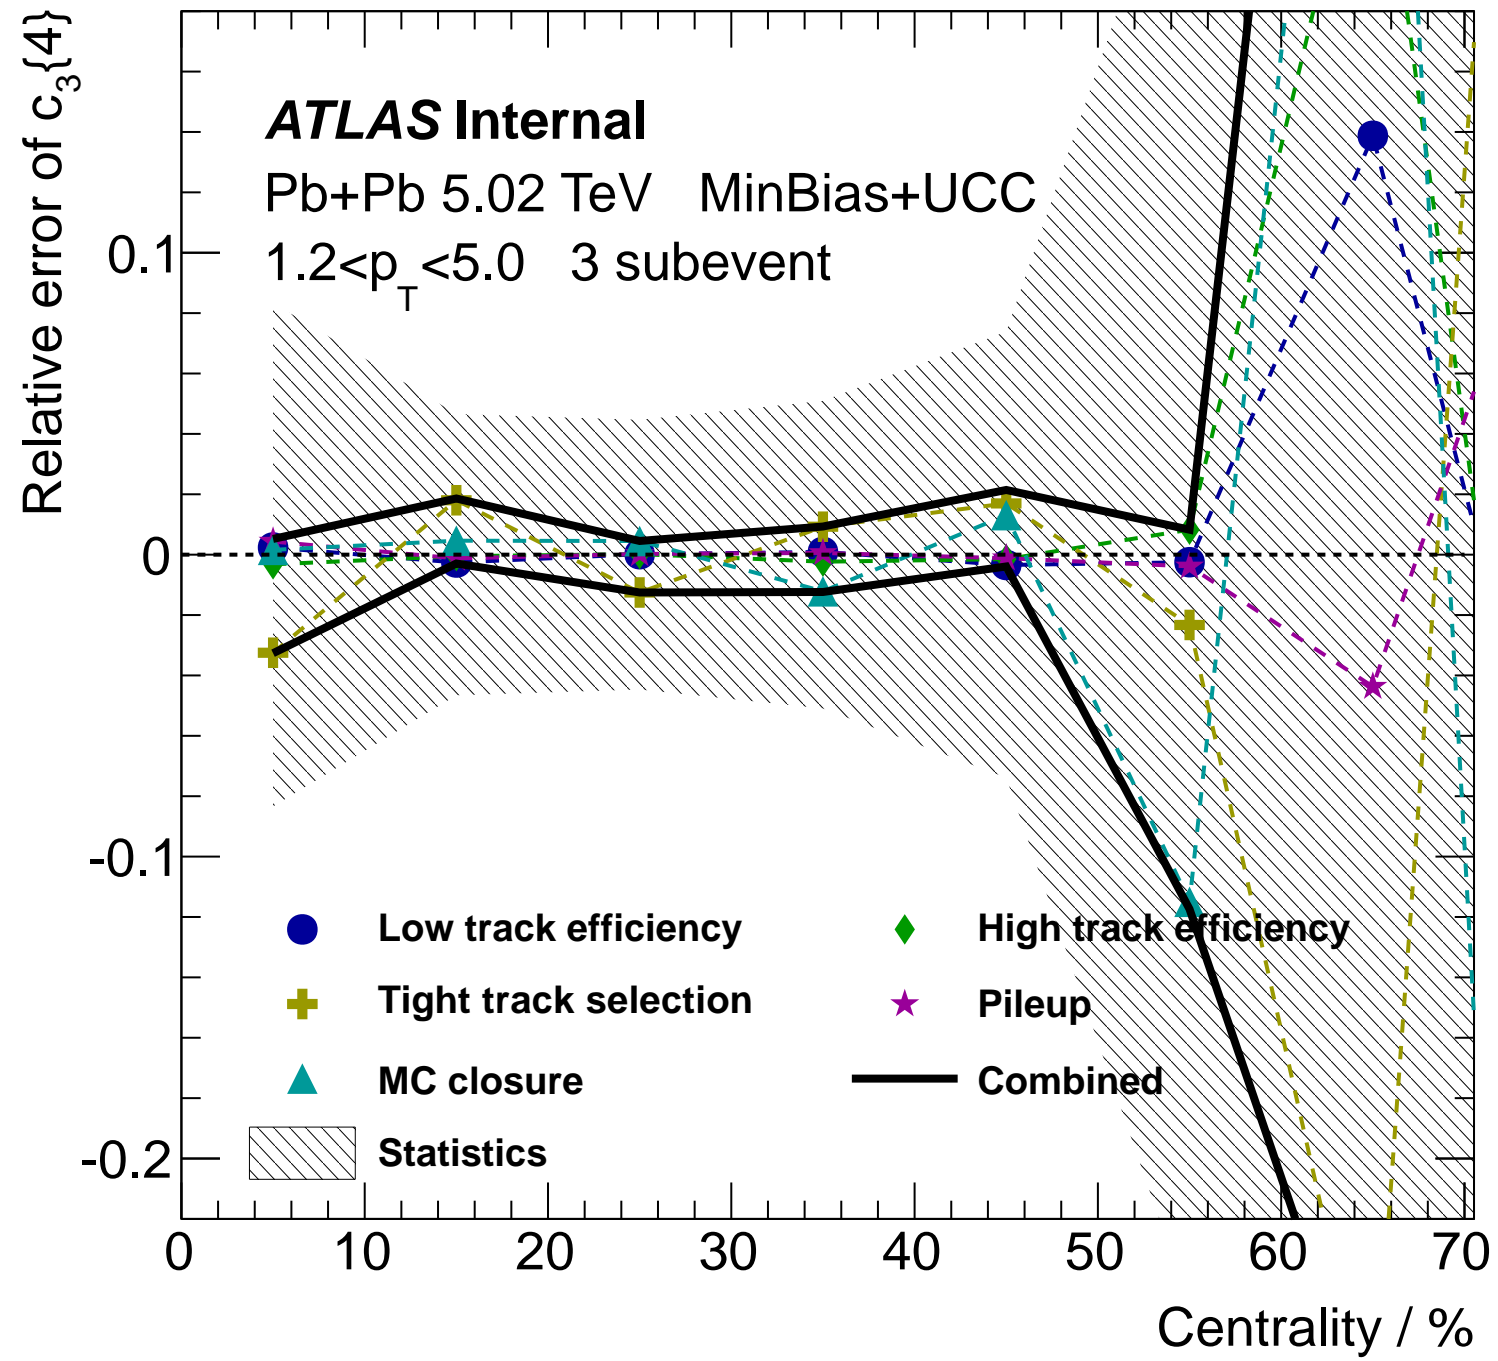 Relative error of c3{4}
ATLAS Internal
Pb+Pb 5.02 TeV MinBias+UCC
1.2<pT<5.0 3 subevent
0.1
0
-0.1
-0.2
Low track efficiency
High track efficiency
Tight track selection
Pileup
MC closure
Combined
Statistics
0 10 20 30 40 50 60 70
Centrality / %